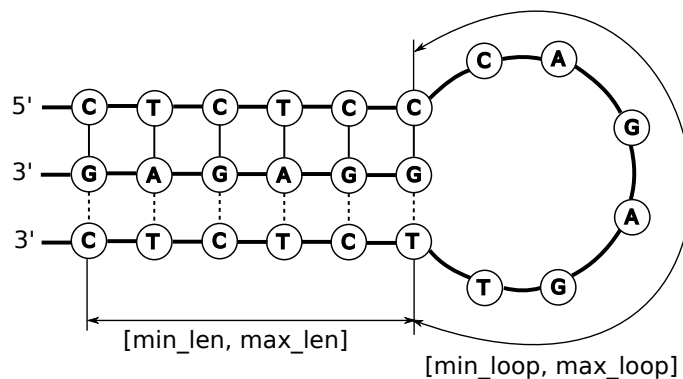 5' C T C T C C C A
G
3' G A G A G G
A
3' C T C T C T T G
[min_len, max_len]
[min_loop, max_loop]